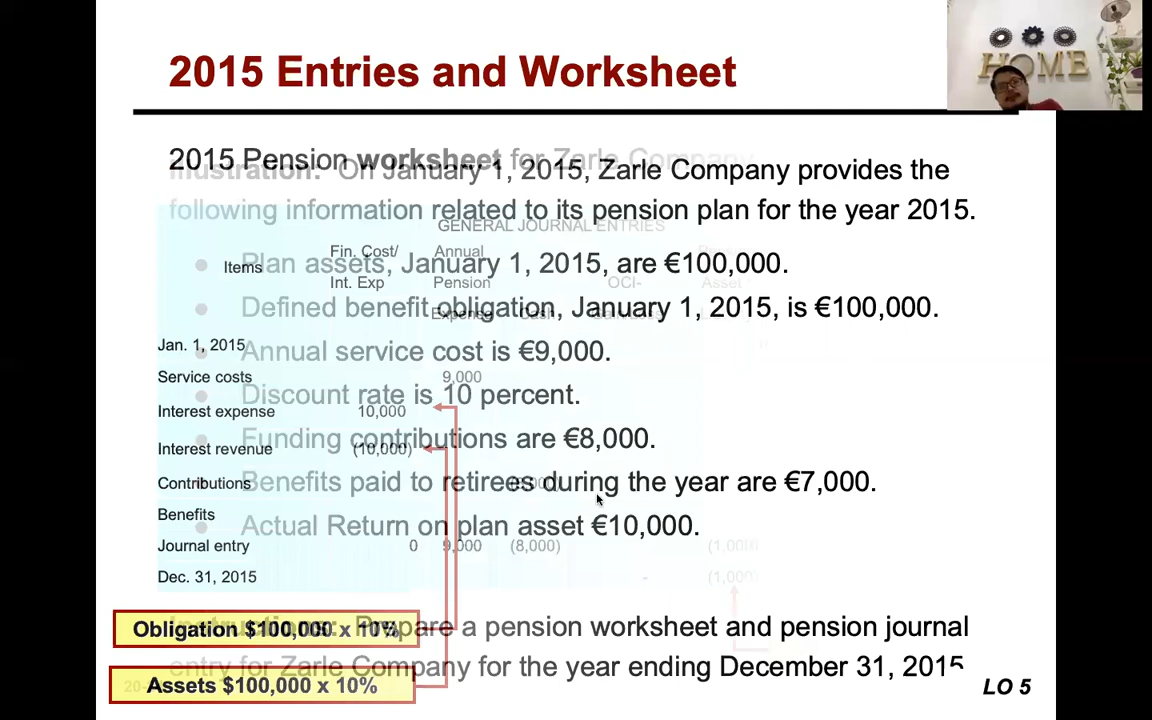 HOME
2015 Entries and Worksheet
2015 Pension worksheet for Zarle Company
Illustration: On January 1, 2015, Zarle Company provides the
following information related to its pension plan for the year 2015.
GENERAL JOURNAL ENTRIES
Fin. Cost/ Annual
Items
Plan assets, January 1, 2015, are €100,000.
Int. Exp Pension OCI- Asset
Defined benefit obligation, January 1, 2015, is €100,000.
Expense Cash
Jan. 1, 2015
Annual service cost is €9,000.
Service costs 9,000
Discount rate is 10 percent.
Interest expense 10,000
Funding contributions are €8,000.
Interest revenue (10,000)
Contributions
Benefits paid to retirees during the year are €7,000.
Benefits
Actual Return on plan asset €10,000.
Journal entry 0 9,000 (8,000) (1,000)
Dec. 31, 2015 - (1,000)
Obligation $100,000 x 10%
Instructions: Prepare a pension worksheet and pension journal
entry for Zarle Company for the year ending December 31, 2015
Assets $100,000 x 10%
LO 5